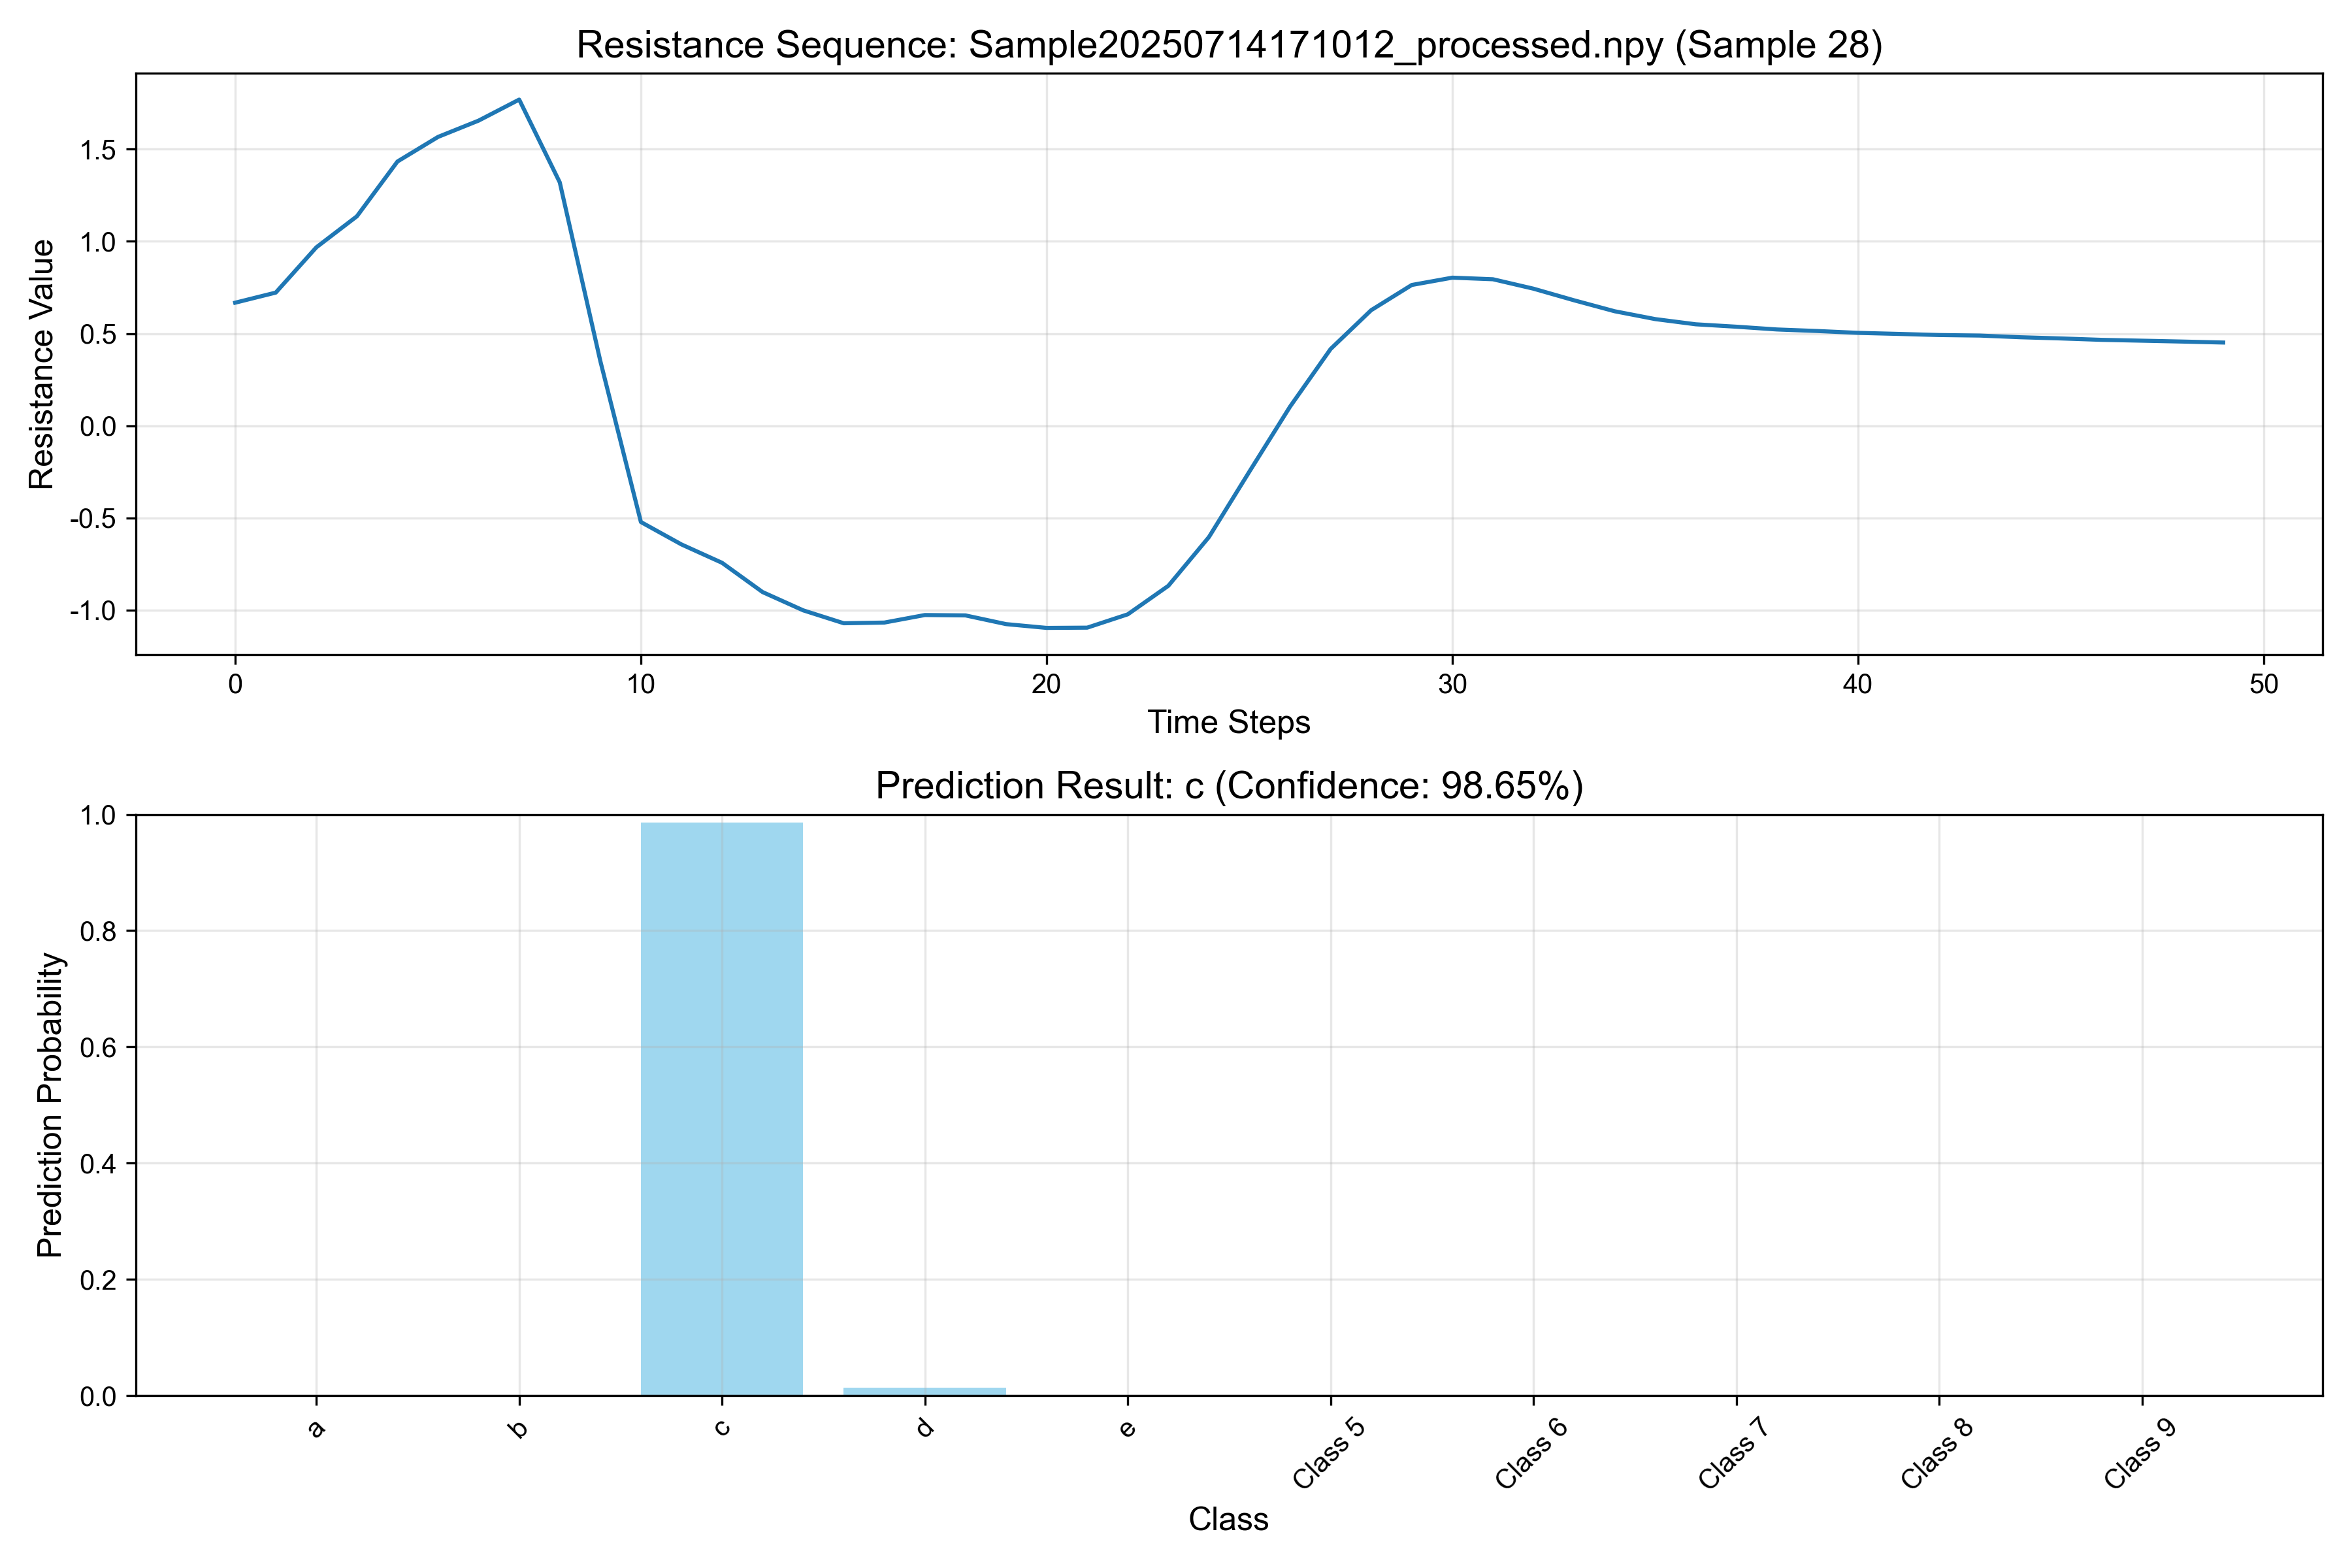 Resistance Sequence: Sample20250714171012_processed.npy (Sample 28)
Resistance Value
1.5
1.0
0.5
0.0
-0.5
-1.0
0 10 20 30 40 50
Time Steps
Prediction Result: c (Confidence: 98.65%)
Prediction Probability
1.0
0.8
0.6
0.4
0.2
0.0
a b c d e Class 5 Class 6 Class 7 Class 8 Class 9
Class